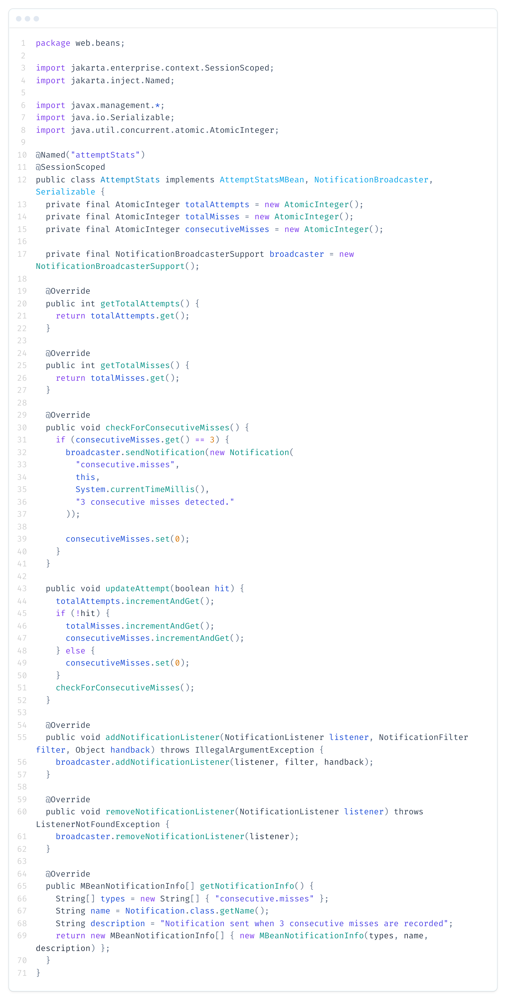 1 package web.beans;
2
3 import jakarta.enterprise.context.SessionScoped;
4 import jakarta.inject.Named;
5
6 import javax.management.*;
7 import java.io.Serializable;
8 import java.util.concurrent.atomic.AtomicInteger;
9
10 @Named("attemptStats")
11 @SessionScoped
12 public class AttemptStats implements AttemptStatsMBean, NotificationBroadcaster,
Serializable {
13   private final AtomicInteger totalAttempts = new AtomicInteger();
14   private final AtomicInteger totalMisses = new AtomicInteger();
15   private final AtomicInteger consecutiveMisses = new AtomicInteger();
16
17   private final NotificationBroadcasterSupport broadcaster = new
NotificationBroadcasterSupport();
18
19   @Override
20   public int getTotalAttempts() {
21     return totalAttempts.get();
22   }
23
24   @Override
25   public int getTotalMisses() {
26     return totalMisses.get();
27   }
28
29   @Override
30   public void checkForConsecutiveMisses() {
31     if (consecutiveMisses.get() == 3) {
32       broadcaster.sendNotification(new Notification(
33         "consecutive.misses",
34         this,
35         System.currentTimeMillis(),
36         "3 consecutive misses detected."
37       ));
38
39       consecutiveMisses.set(0);
40     }
41   }
42
43   public void updateAttempt(boolean hit) {
44     totalAttempts.incrementAndGet();
45     if (!hit) {
46       totalMisses.incrementAndGet();
47       consecutiveMisses.incrementAndGet();
48     } else {
49       consecutiveMisses.set(0);
50     }
51     checkForConsecutiveMisses();
52   }
53
54   @Override
55   public void addNotificationListener(NotificationListener listener, NotificationFilter
filter, Object handback) throws IllegalArgumentException {
56     broadcaster.addNotificationListener(listener, filter, handback);
57   }
58
59   @Override
60   public void removeNotificationListener(NotificationListener listener) throws
ListenerNotFoundException {
61     broadcaster.removeNotificationListener(listener);
62   }
63
64   @Override
65   public MBeanNotificationInfo[] getNotificationInfo() {
66     String[] types = new String[] { "consecutive.misses" };
67     String name = Notification.class.getName();
68     String description = "Notification sent when 3 consecutive misses are recorded";
69     return new MBeanNotificationInfo[] { new MBeanNotificationInfo(types, name,
description) };
70   }
71 }